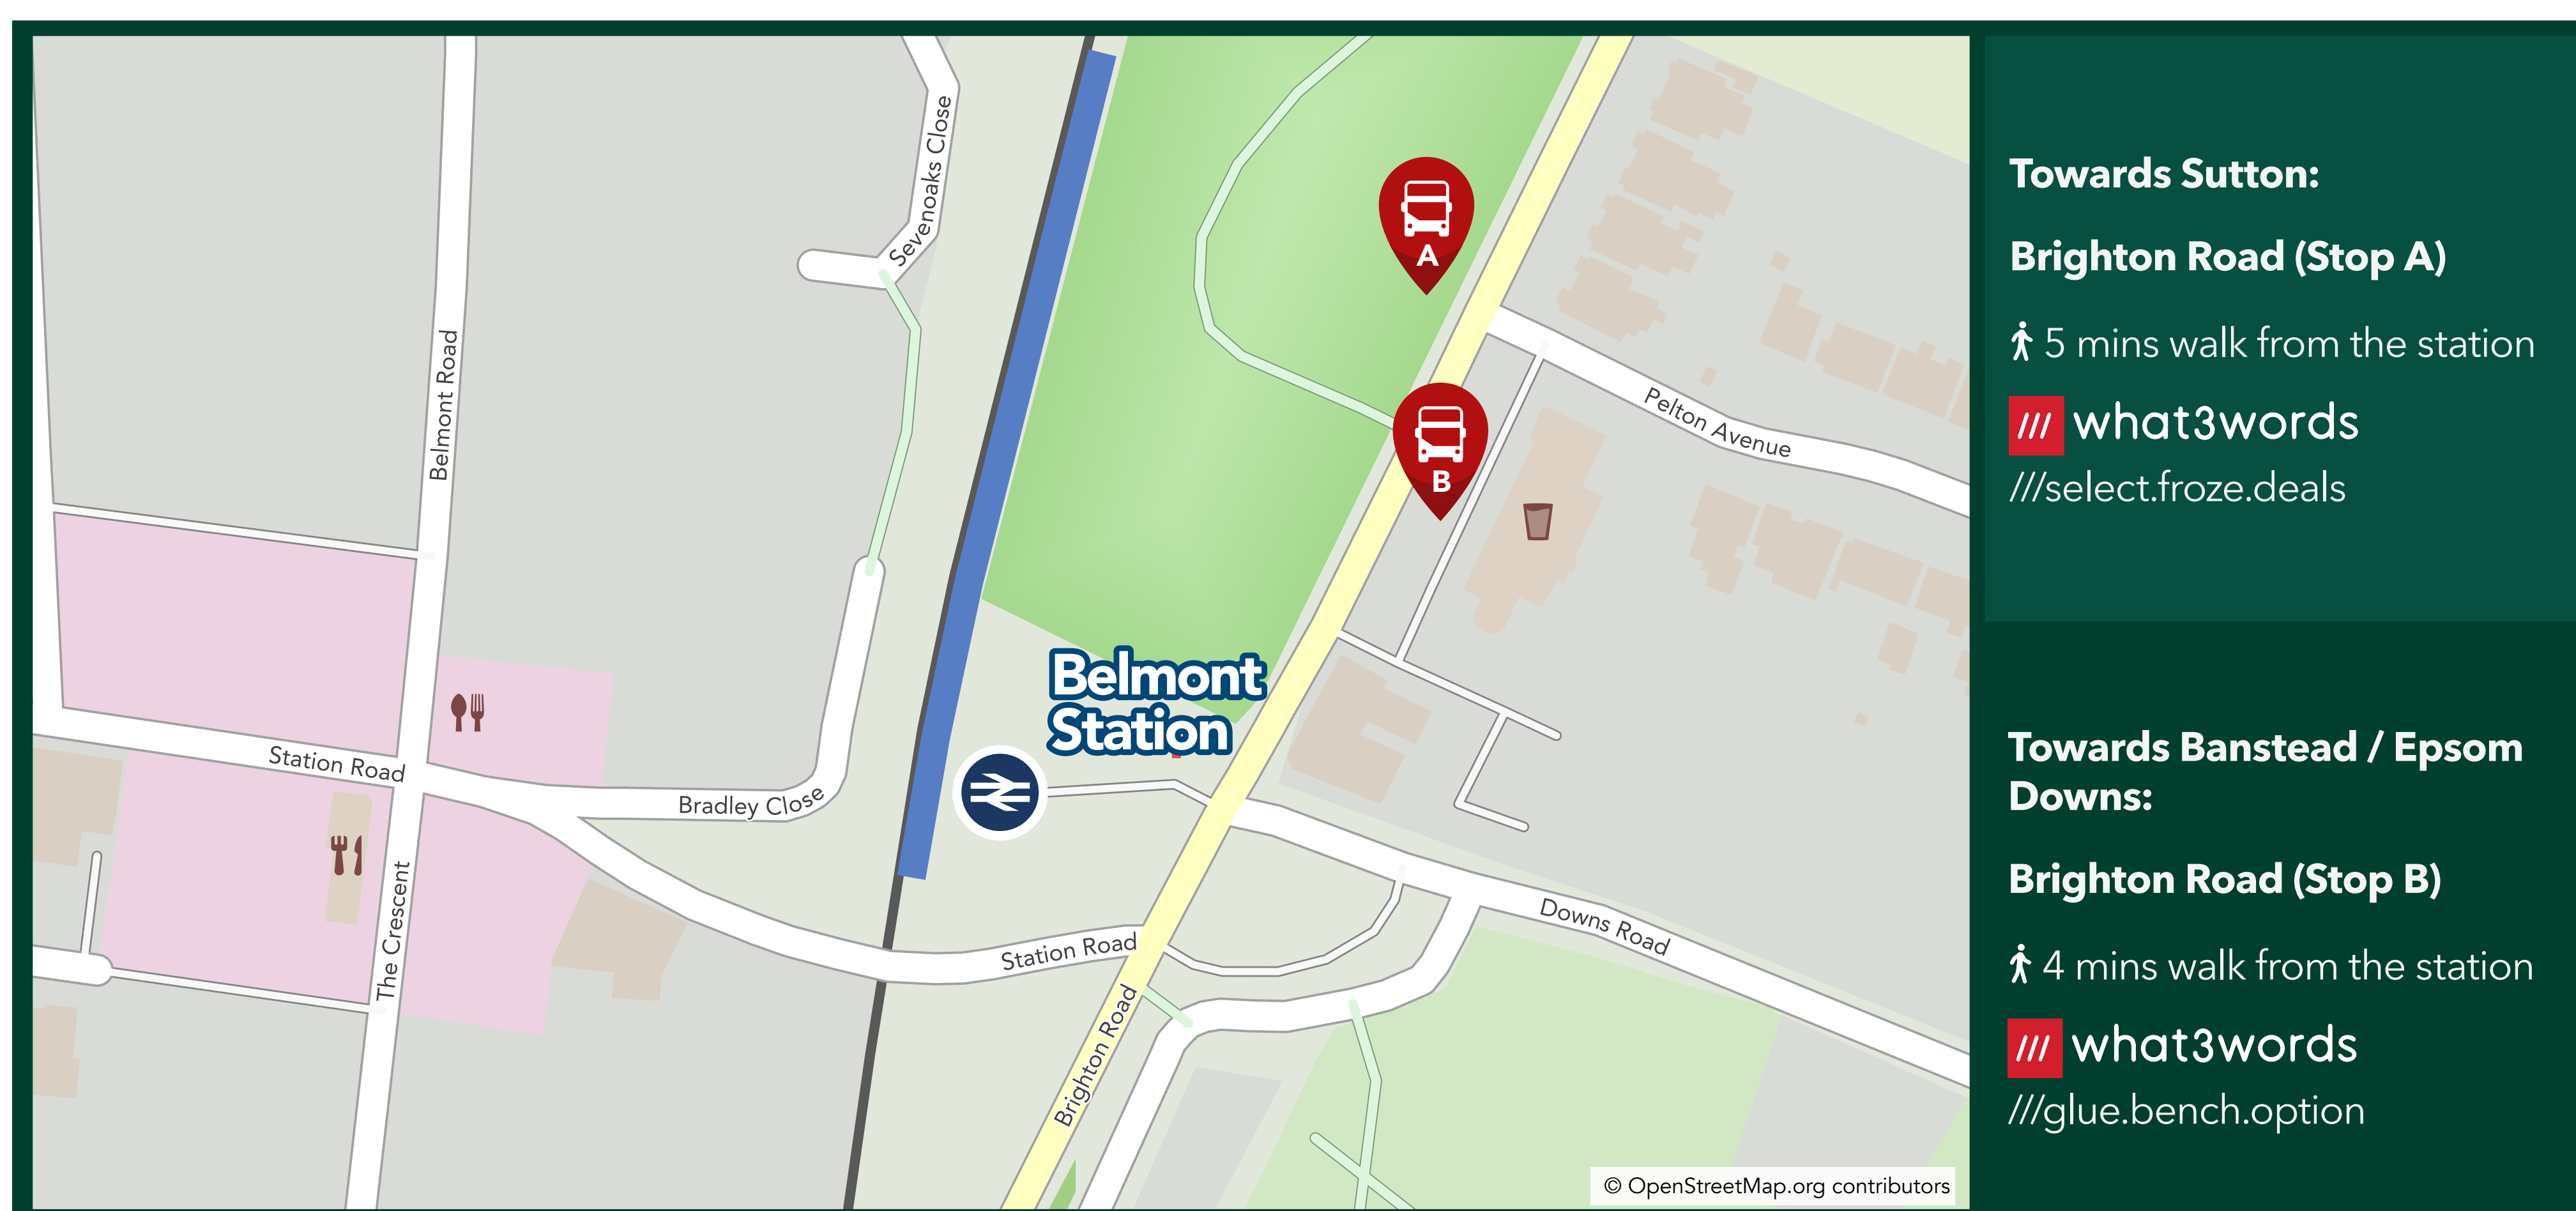 Sevenoaks Close
Belmont Road
A
B
Pelton Avenue
Belmont
Station
Station Road
Bradley Close
The Crescent
Station Road
Downs Road
Brighton Road
© OpenStreetMap.org contributors
Towards Sutton:
Brighton Road (Stop A)
5 mins walk from the station
/// what3words
///select.froze.deals
Towards Banstead / Epsom
Downs:
Brighton Road (Stop B)
4 mins walk from the station
/// what3words
///glue.bench.option